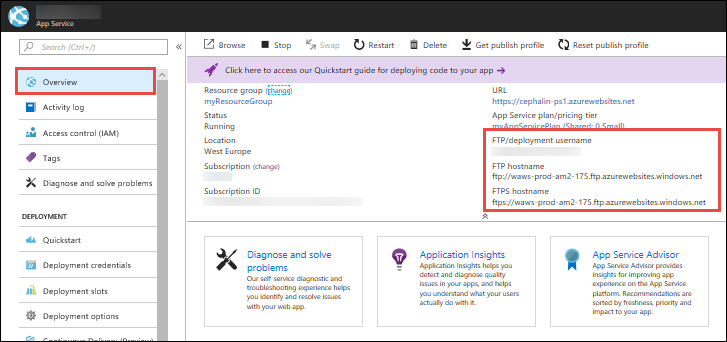 App Service
Search (Ctrl+/)
Overview
Activity log
Access control (IAM)
Tags
Diagnose and solve problems
DEPLOYMENT
Quickstart
Deployment credentials
Deployment slots
Deployment options
Continuous Delivery (Preview)
Browse
Stop
Swap
Restart
Delete
Get publish profile
Reset publish profile
Click here to access our Quickstart guide for deploying code to your app
Resource group (change)
myResourceGroup
Status
Running
Location
West Europe
Subscription (change)
Subscription ID
URL
https://cephalin-ps1.azurewebsites.net
App Service plan/pricing tier
myAppServicePlan (Shared: 0 Small)
FTP/deployment username
FTP hostname
ftp://waws-prod-am2-175.ftp.azurewebsites.windows.net
FTPS hostname
ftps://waws-prod-am2-175.ftp.azurewebsites.windows.net
Diagnose and solve
problems
Our self-service diagnostic and
troubleshooting experience helps
you identify and resolve issues
with your web app.
Application Insights
Application Insights helps you
detect and diagnose quality
issues in your apps, and helps
you understand what your users
actually do with it.
App Service Advisor
App Service Advisor provides
insights for improving app
experience on the App Service
platform. Recommendations are
sorted by freshness, priority and
impact to your app.